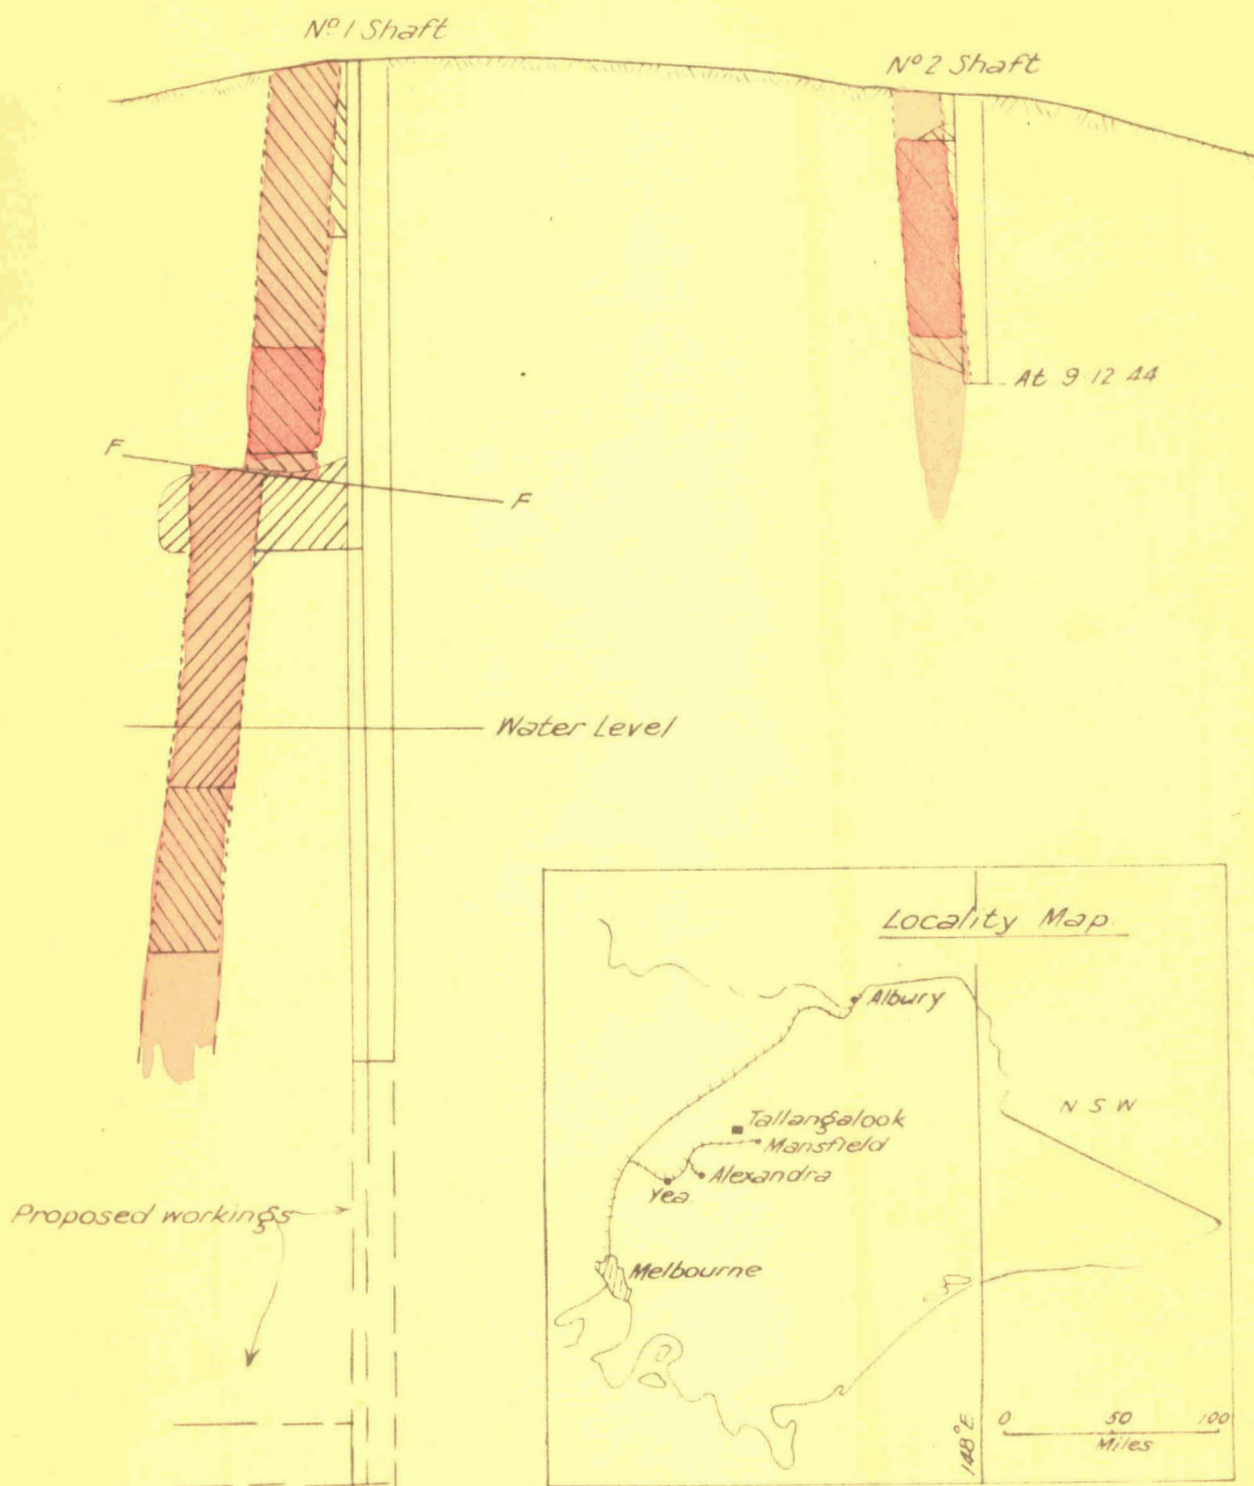 Nº 1 Shaft
Nº 2 Shaft
At 9 12 44
F
F
Water Level
Locality Map
Albury
N S W
Tallangalook
Mansfield
Alexandra
Yea
Proposed workings
Melbourne
148°E
0 50 100
Miles